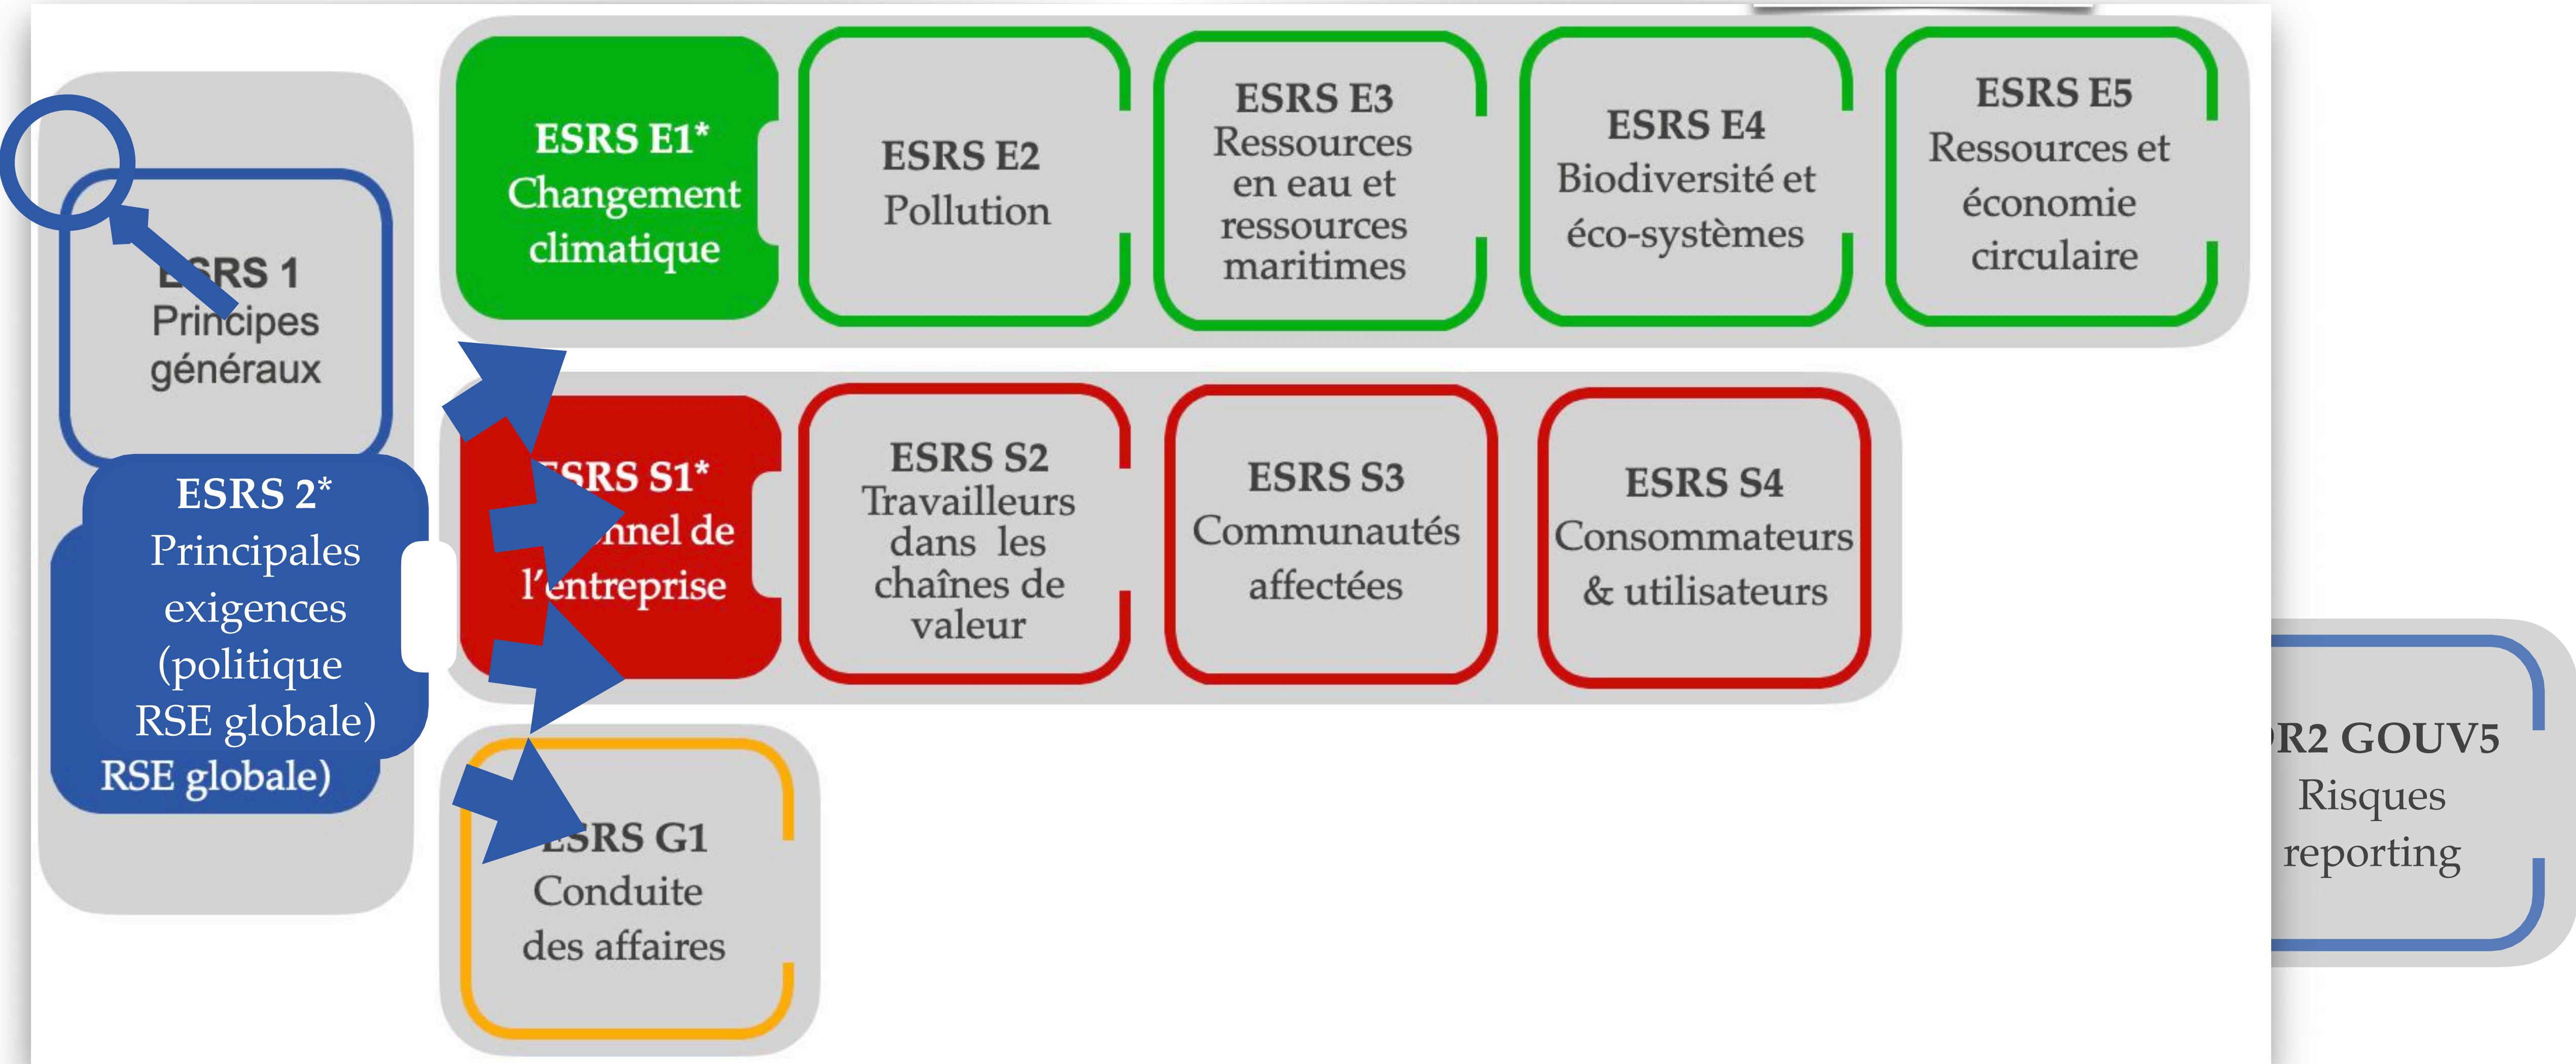 ESRS 1
Principes
généraux
ESRS 2*
Principales
exigences
(politique
RSE globale)
RSE globale)
ESRS E1*
Changement
climatique
ESRS E2
Pollution
ESRS E3
Ressources
en eau et
ressources
maritimes
ESRS E4
Biodiversité et
éco-systèmes
ESRS E5
Ressources et
économie
circulaire
ESRS S1*
nnel de
l'entreprise
ESRS S2
Travailleurs
dans les
chaînes de
valeur
ESRS S3
Communautés
affectées
ESRS S4
Consommateurs
& utilisateurs
ESRS G1
Conduite
des affaires
R2 GOUV5
Risques
reporting